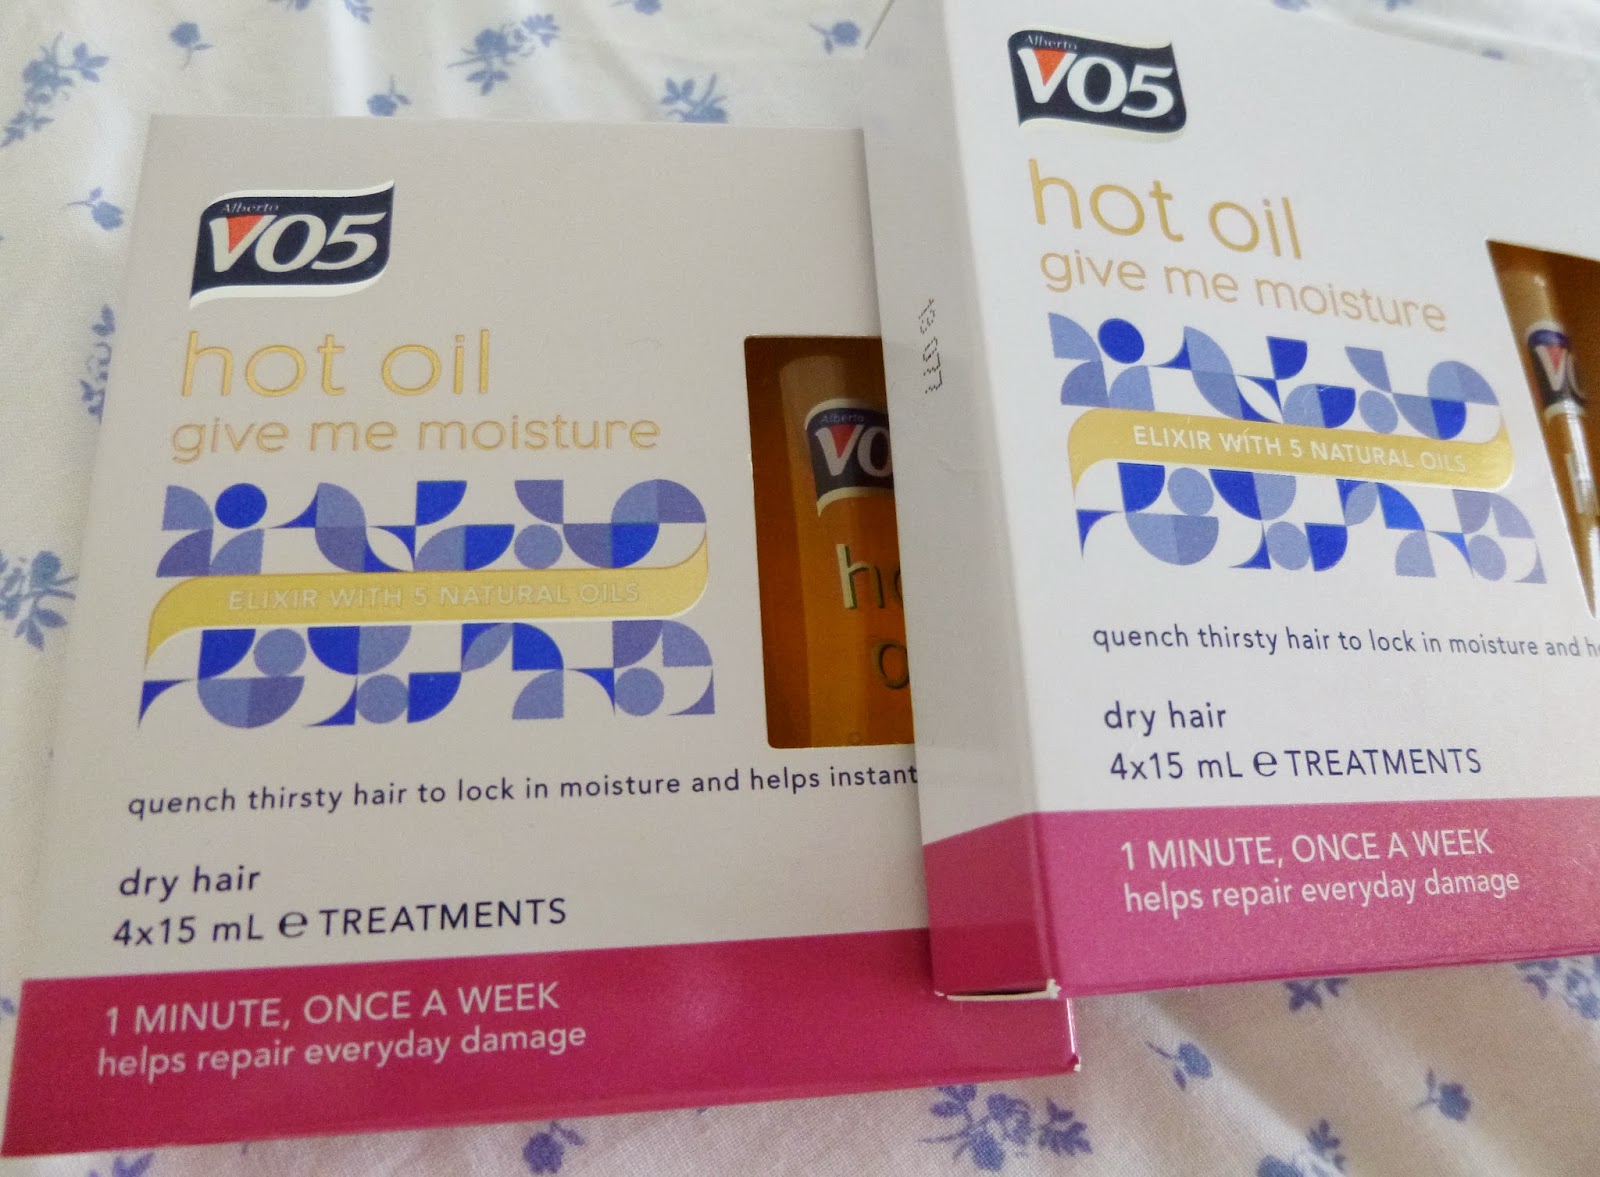 Alberto
VO5
hot oil
give me moisture
ELIXIR WITH 5 NATURAL OILS
quench thirsty hair to lock in moisture and helps instant
dry hair
4x15 mL ℮ TREATMENTS
1 MINUTE, ONCE A WEEK
helps repair everyday damage
Alberto
VO
h
o
Alberto
VO5
hot oil
give me moisture
ELIXIR WITH 5 NATURAL OILS
quench thirsty hair to lock in moisture and h
dry hair
4x15 mL ℮ TREATMENTS
1 MINUTE, ONCE A WEEK
helps repair everyday damage
VO